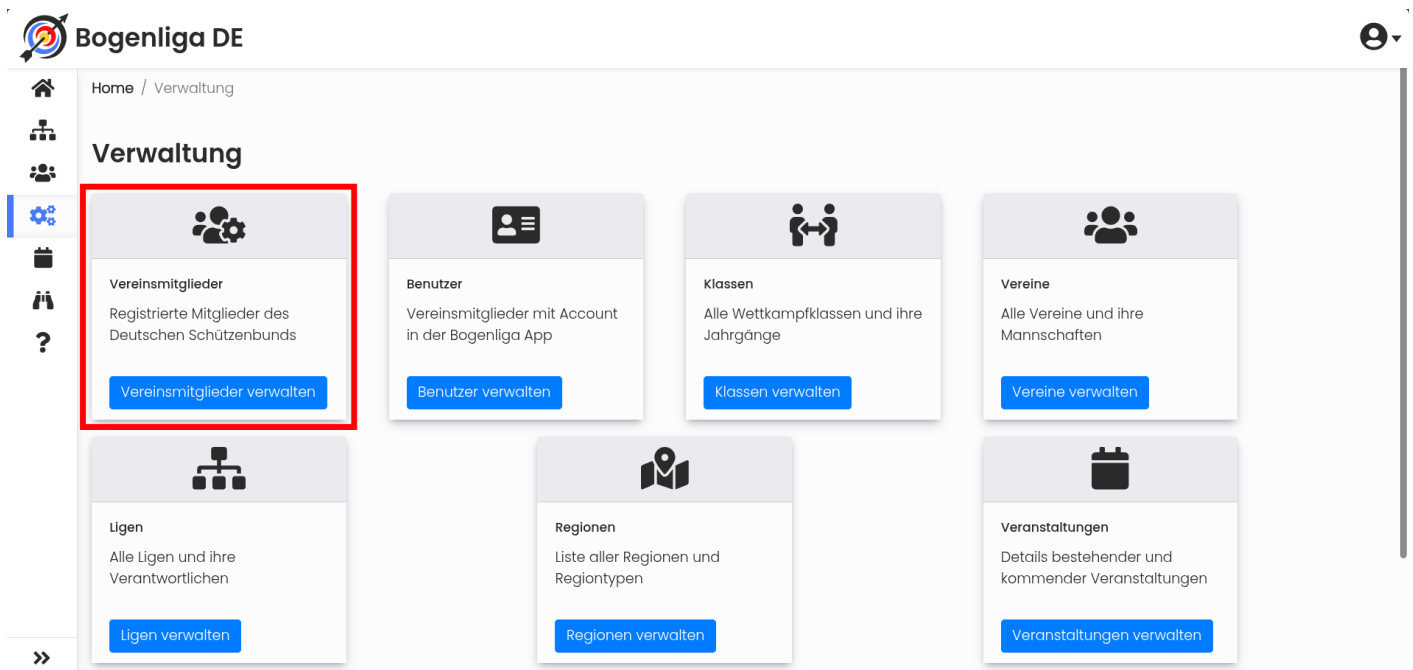 Bogenliga DE
Home / Verwaltung
Verwaltung
Vereinsmitglieder
Registrierte Mitglieder des
Deutschen Schützenbunds
Vereinsmitglieder verwalten
Benutzer
Vereinsmitglieder mit Account
in der Bogenliga App
Benutzer verwalten
Klassen
Alle Wettkampfklassen und ihre
Jahrgänge
Klassen verwalten
Vereine
Alle Vereine und ihre
Mannschaften
Vereine verwalten
Ligen
Alle Ligen und ihre
Verantwortlichen
Ligen verwalten
Regionen
Liste aller Regionen und
Regiontypen
Regionen verwalten
Veranstaltungen
Details bestehender und
kommender Veranstaltungen
Veranstaltungen verwalten